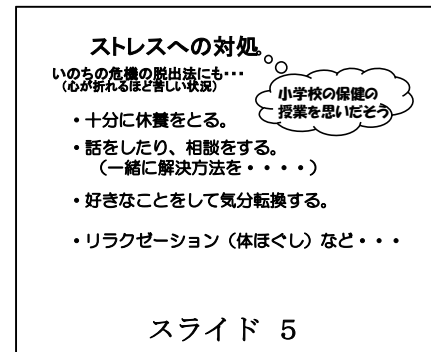 ストレスへの対処
いのちの危機の脱出法にも・・・
（心が折れるほど苦しい状況）
小学校の保健の
授業を思いだそう
・十分に休養をとる。
・話をしたり、相談をする。
（一緒に解決方法を・・・・）
・好きなことをして気分転換する。
・リラクゼーション（体ほぐし）など・・・
スライド 5